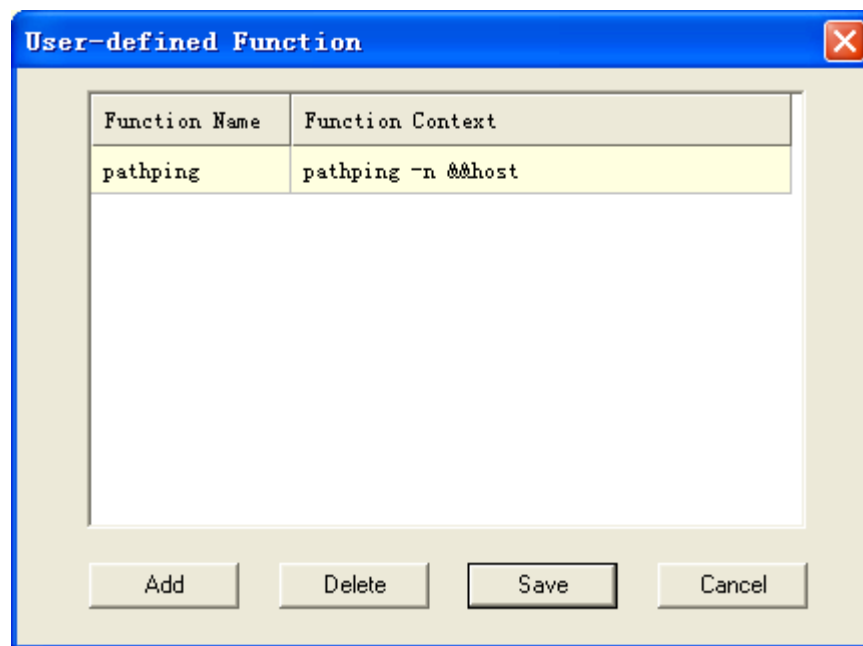 User-defined Function
Function Name Function Context
pathping pathping -n &&host
Add Delete Save Cancel